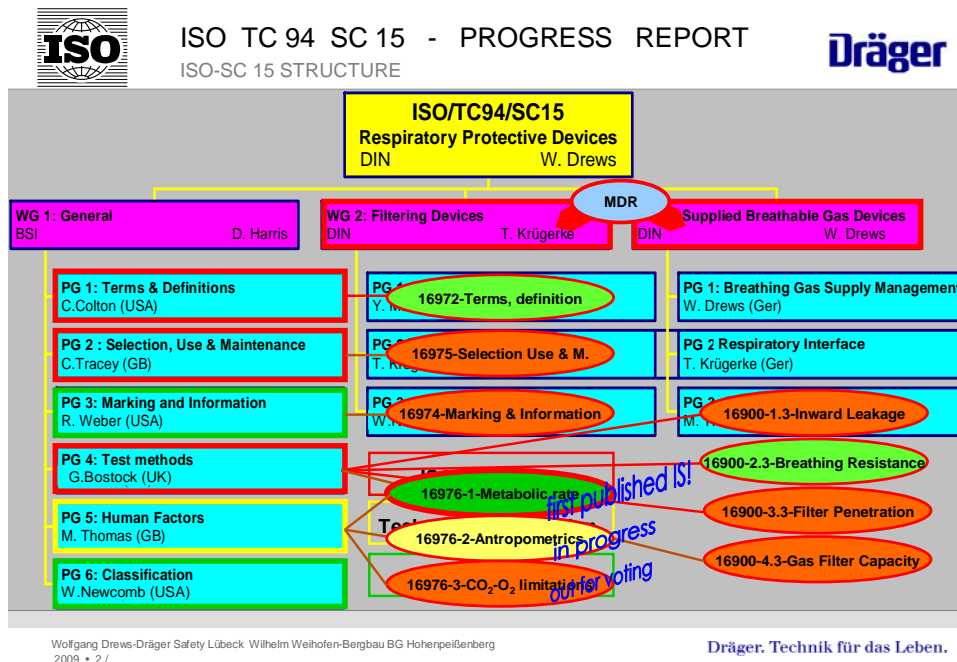 ISO
ISO TC 94 SC 15 - PROGRESS REPORT
ISO-SC 15 STRUCTURE
Dräger
ISO/TC94/SC15
Respiratory Protective Devices
DIN W. Drews
MDR
WG 1: General
BSI D. Harris
WG 2: Filtering Devices
DIN T. Krügerke
Supplied Breathable Gas Devices
DIN W. Drews
PG 1: Terms & Definitions
C.Colton (USA)
PG 2 : Selection, Use & Maintenance
C.Tracey (GB)
PG 3: Marking and Information
R. Weber (USA)
PG 4: Test methods
G.Bostock (UK)
PG 5: Human Factors
M. Thomas (GB)
PG 6: Classification
W.Newcomb (USA)
16972-Terms, definition
16975-Selection Use & M.
16974-Marking & Information
16976-1-Metabolic rate
16976-2-Antropometrics
16976-3-CO2-O2 limitations
first published IS!
in progress
out for voting
PG 1: Breathing Gas Supply Managemen
W. Drews (Ger)
PG 2 Respiratory Interface
T. Krügerke (Ger)
16900-1.3-Inward Leakage
16900-2.3-Breathing Resistance
16900-3.3-Filter Penetration
16900-4.3-Gas Filter Capacity
Wolfgang Drews-Dräger Safety Lübeck Wilhelm Weihofen-Bergbau BG Hohenpeißenberg
2009 • 2 /
Dräger. Technik für das Leben.